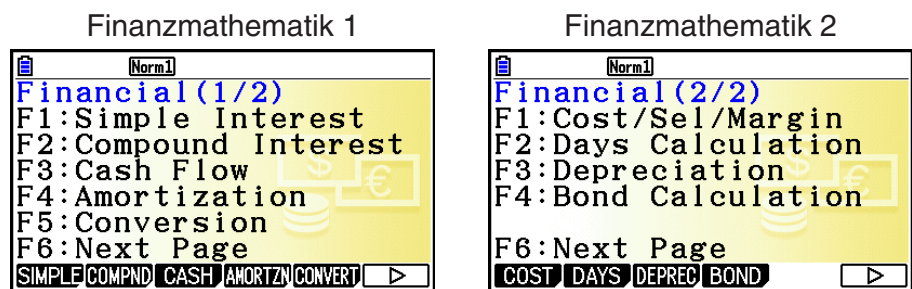 Finanzmathematik 1
Norm1
Financial(1/2)
F1:Simple Interest
F2:Compound Interest
F3:Cash Flow
F4:Amortization
F5:Conversion
F6:Next Page
SIMPLE COMPND CASH AMORTZN CONVERT ▷
Finanzmathematik 2
Norm1
Financial(2/2)
F1:Cost/Sel/Margin
F2:Days Calculation
F3:Depreciation
F4:Bond Calculation
F6:Next Page
COST DAYS DEPREC BOND ▷